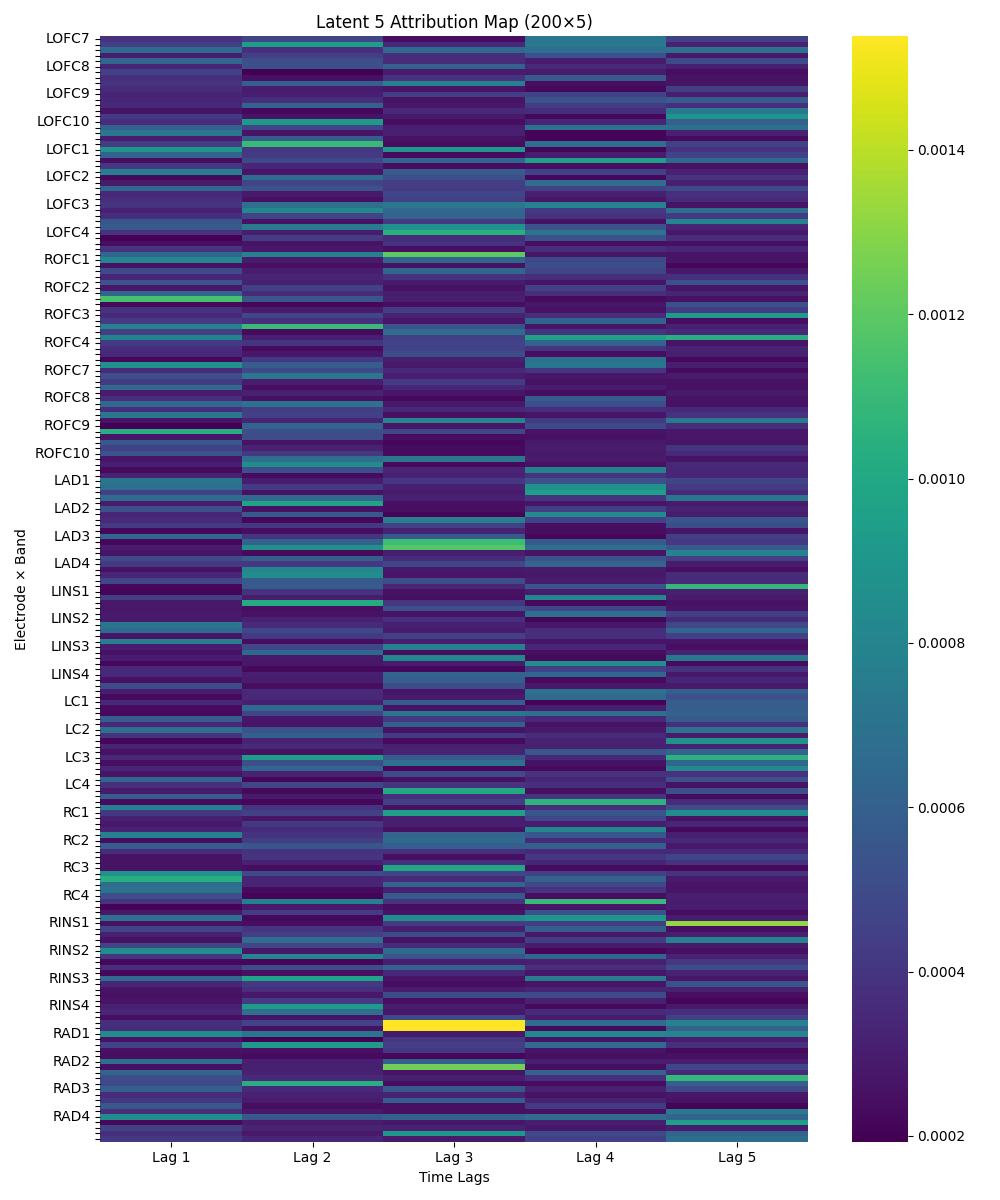 Latent 5 Attribution Map (200×5)
LOFC7
LOFC8
LOFC9
LOFC10
LOFC1
LOFC2
LOFC3
LOFC4
ROFC1
ROFC2
ROFC3
ROFC4
ROFC7
ROFC8
ROFC9
ROFC10
LAD1
LAD2
LAD3
LAD4
LINS1
LINS2
LINS3
LINS4
LC1
LC2
LC3
LC4
RC1
RC2
RC3
RC4
RINS1
RINS2
RINS3
RINS4
RAD1
RAD2
RAD3
RAD4
Electrode × Band
Lag 1
Lag 2
Lag 3
Lag 4
Lag 5
Time Lags
0.0014
0.0012
0.0010
0.0008
0.0006
0.0004
0.0002